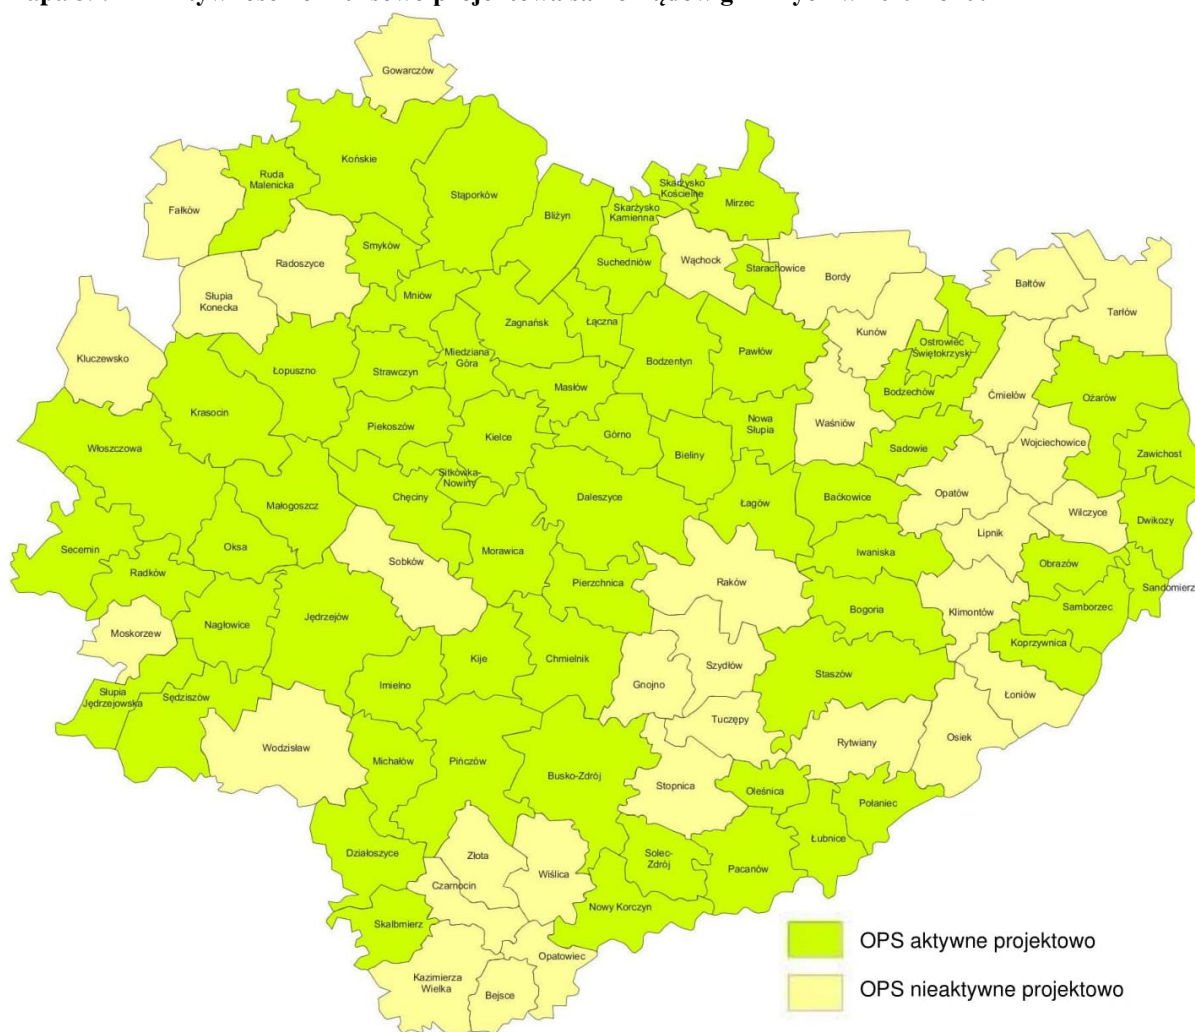 Gowarczów
Końskie
Ruda
Malenicka
Fałków
Stąporków
Skarżysko
Kościelne
Mirzec
Skarżysko
Kamienna
Bliżyn
Smyków
Radoszyce
Suchedniów
Wąchock
Starachowice
Bordy
Bałtów
Tarłów
Słupia
Konecka
Mniów
Zagnańsk
Łączna
Kunów
Kluczewsko
Łopuszno
Strawczyn
Miedziana
Góra
Masłów
Bodzentyn
Pawłów
Ostrowiec
Świętokrzysk
Bodzechów
Ćmielów
Ożarów
Krasocin
Piekoszów
Kielce
Górno
Nowa
Słupia
Waśniów
Sadowie
Wojciechowice
Zawichost
Włoszczowa
Bieliny
Sitkówka-
Nowiny
Małogoszcz
Chęciny
Daleszyce
Łagów
Baćkowice
Opatów
Wilczyce
Dwikozy
Lipnik
Secemin
Oksa
Sobków
Morawica
Iwaniska
Obrazów
Radków
Pierzchnica
Raków
Sandomierz
Nagłowice
Jędrzejów
Bogoria
Klimontów
Samborzec
Moskorzew
Koprzywnica
Kije
Chmielnik
Szydłów
Staszów
Imielno
Gnojno
Słupia
Jędrzejowska
Sędziszów
Łoniów
Tuczępy
Rytwiany
Osiek
Wodzisław
Michałów
Pińczów
Busko-Zdrój
Stopnica
Oleśnica
Połaniec
Łubnice
Działoszyce
Złota
Solec-
Zdrój
Pacanów
Czarnocin
Wiślica
Nowy Korczyn
Skalbmierz
Kazimierza
Wielka
Opatowiec
Bejsce
OPS aktywne projektowo
OPS nieaktywne projektowo